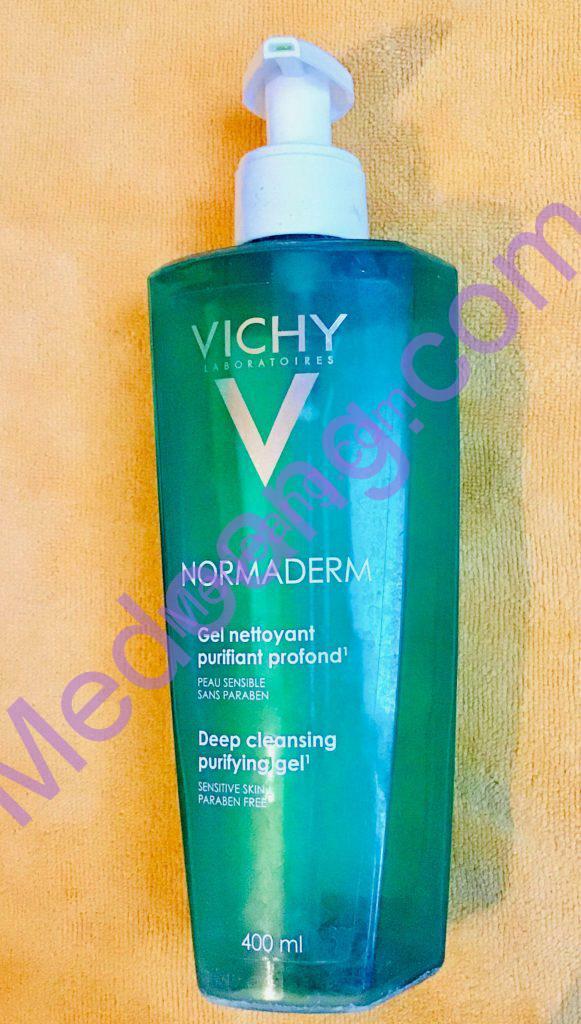 VICHY
LABORATOIRES
V
NORMADERM
Gel nettoyant
purifiant profond¹
PEAU SENSIBLE
SANS PARABEN
Deep cleansing
purifying gel¹
SENSITIVE SKIN
PARABEN FREE
400 ml
Medgang.com